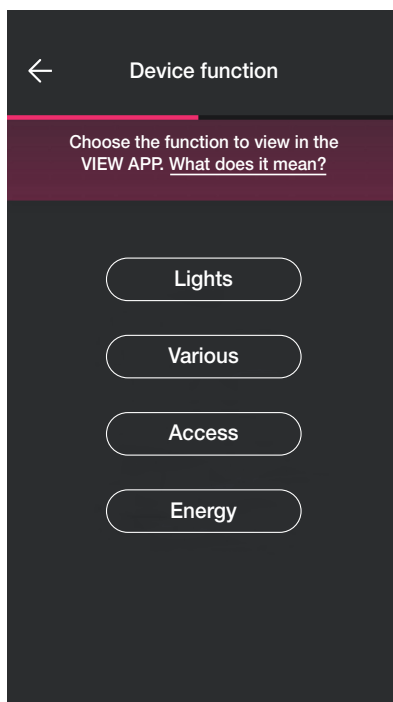 Device function
Choose the function to view in the
VIEW APP. What does it mean?
Lights
Various
Access
Energy